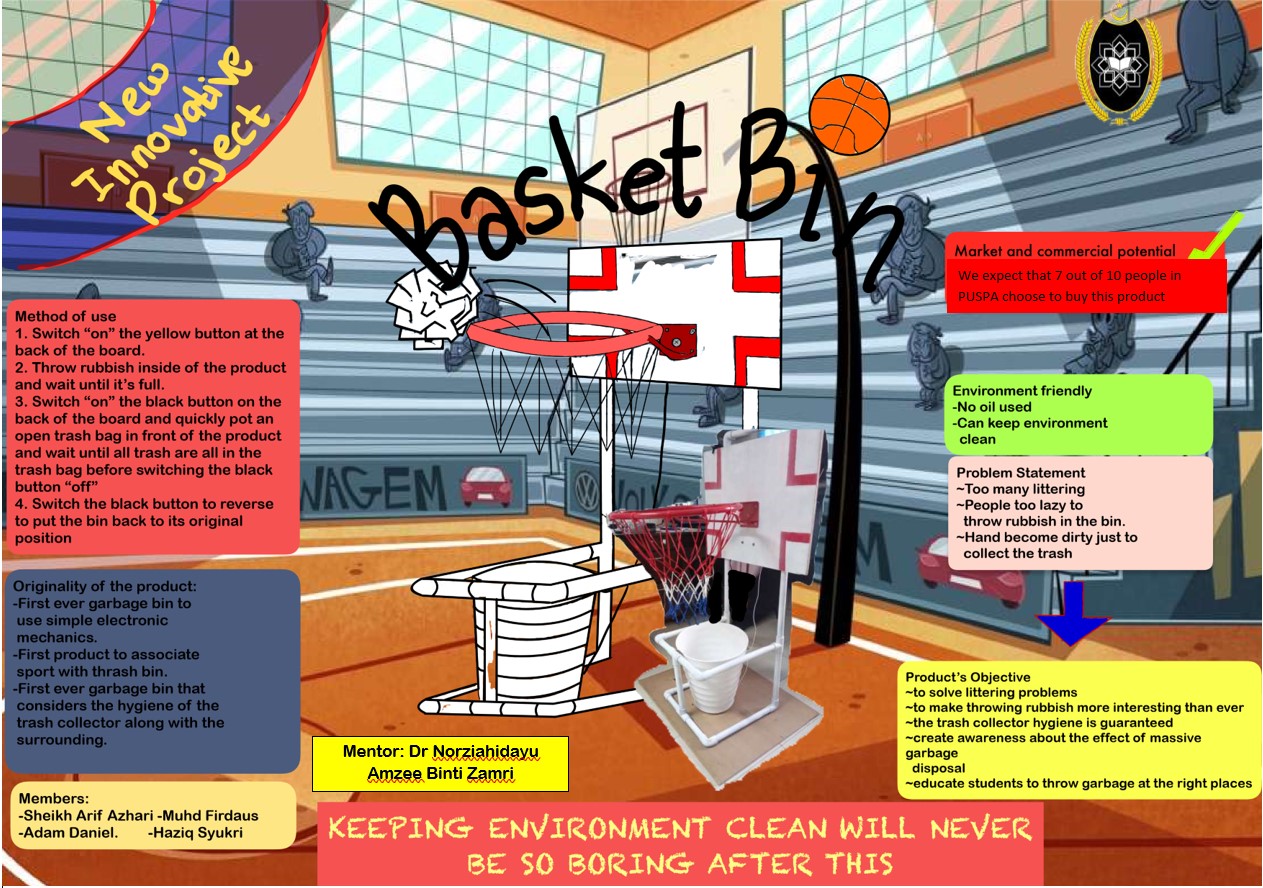 New
Innovative
Project
Basket Bin
Method of use
1. Switch “on” the yellow button at the
back of the board.
2. Throw rubbish inside of the product
and wait until it’s full.
3. Switch “on” the black button on the
back of the board and quickly pot an
open trash bag in front of the product
and wait until all trash are all in the
trash bag before switching the black
button “off”
4. Switch the black button to reverse
to put the bin back to its original
position
Originality of the product:
-First ever garbage bin to
use simple electronic
mechanics.
-First product to associate
sport with thrash bin.
-First ever garbage bin that
considers the hygiene of the
trash collector along with the
surrounding.
Members:
-Sheikh Arif Azhari -Muhd Firdaus
-Adam Daniel. -Haziq Syukri
WAGEM
VOLK
EM
Mentor: Dr Norziahidayu
Amzee Binti Zamri
Market and commercial potential
We expect that 7 out of 10 people in
PUSPA choose to buy this product
Environment friendly
-No oil used
-Can keep environment
clean
Problem Statement
~Too many littering
~People too lazy to
throw rubbish in the bin.
~Hand become dirty just to
collect the trash
Product’s Objective
~to solve littering problems
~to make throwing rubbish more interesting than ever
~the trash collector hygiene is guaranteed
~create awareness about the effect of massive
garbage
disposal
~educate students to throw garbage at the right places
KEEPING ENVIRONMENT CLEAN WILL NEVER
BE SO BORING AFTER THIS